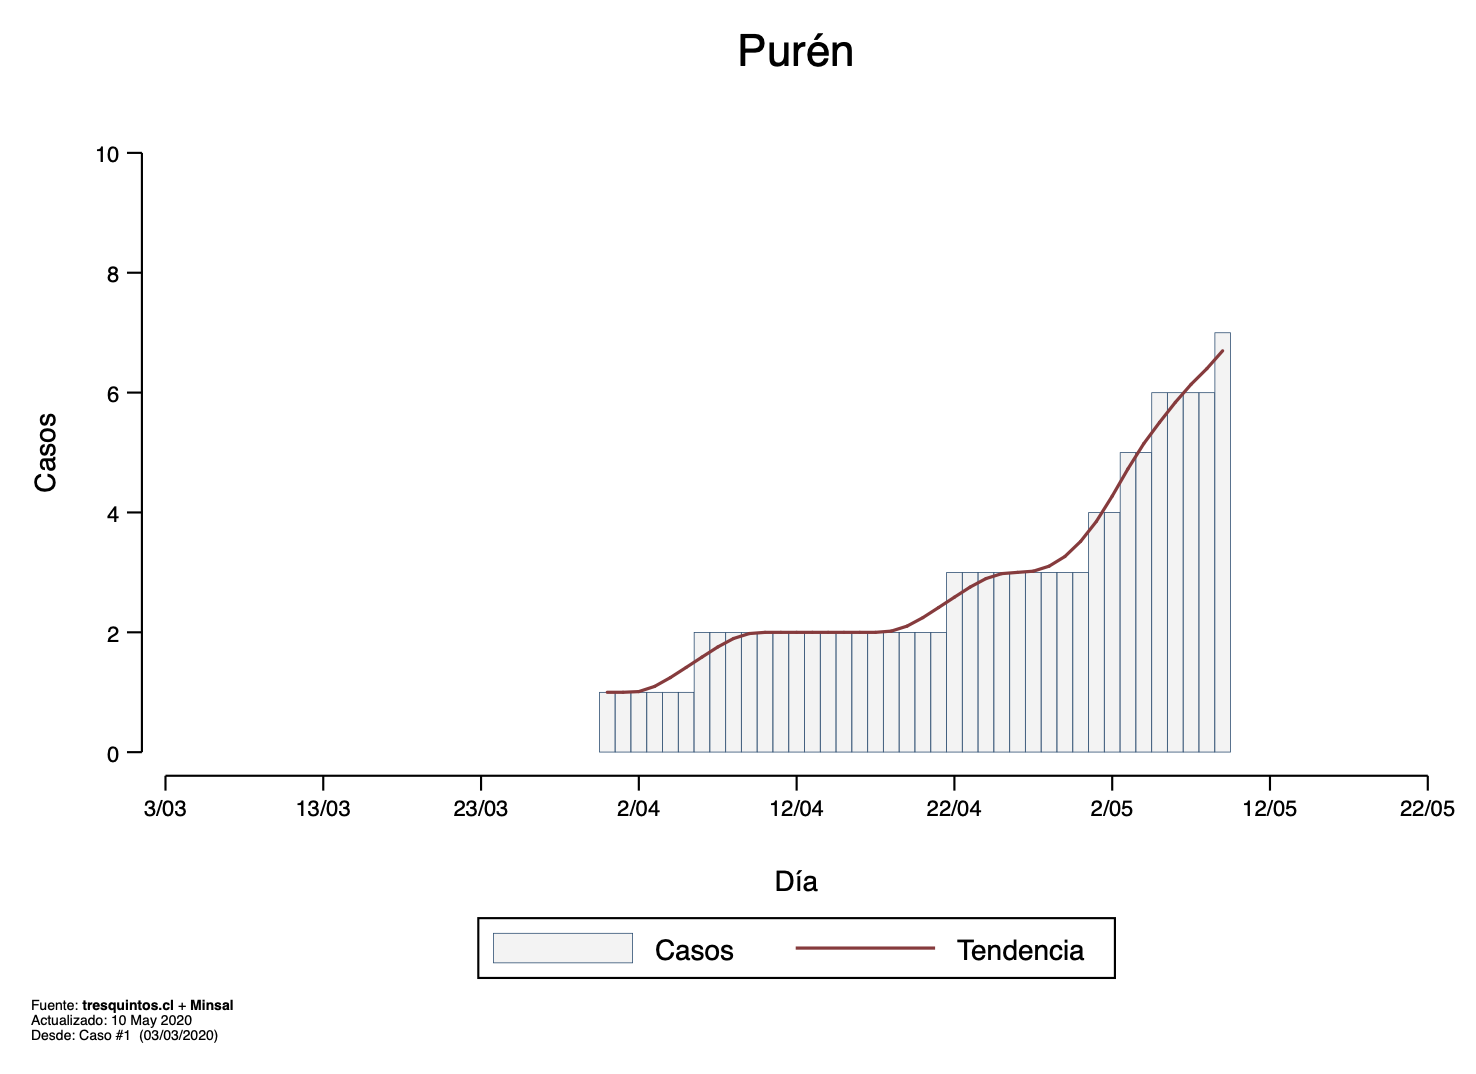 Purén
10
8
6
4
2
0
Casos
3/03 13/03 23/03 2/04 12/04 22/04 2/05 12/05 22/05
Día
Casos Tendencia
Fuente: tresquintos.cl + Minsal
Actualizado: 10 May 2020
Desde: Caso #1 (03/03/2020)